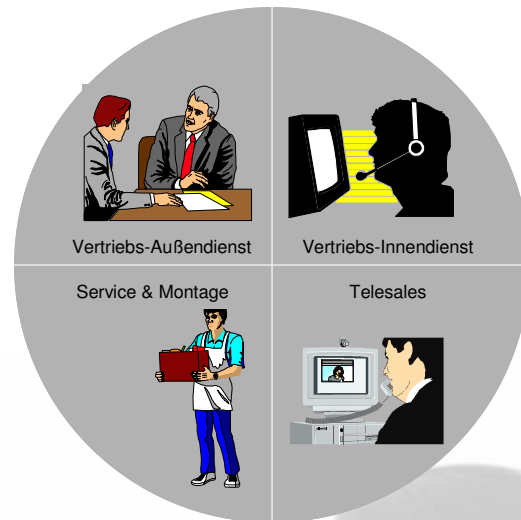 Vertriebs-Außendienst
Vertriebs-Innendienst
Service & Montage
Telesales